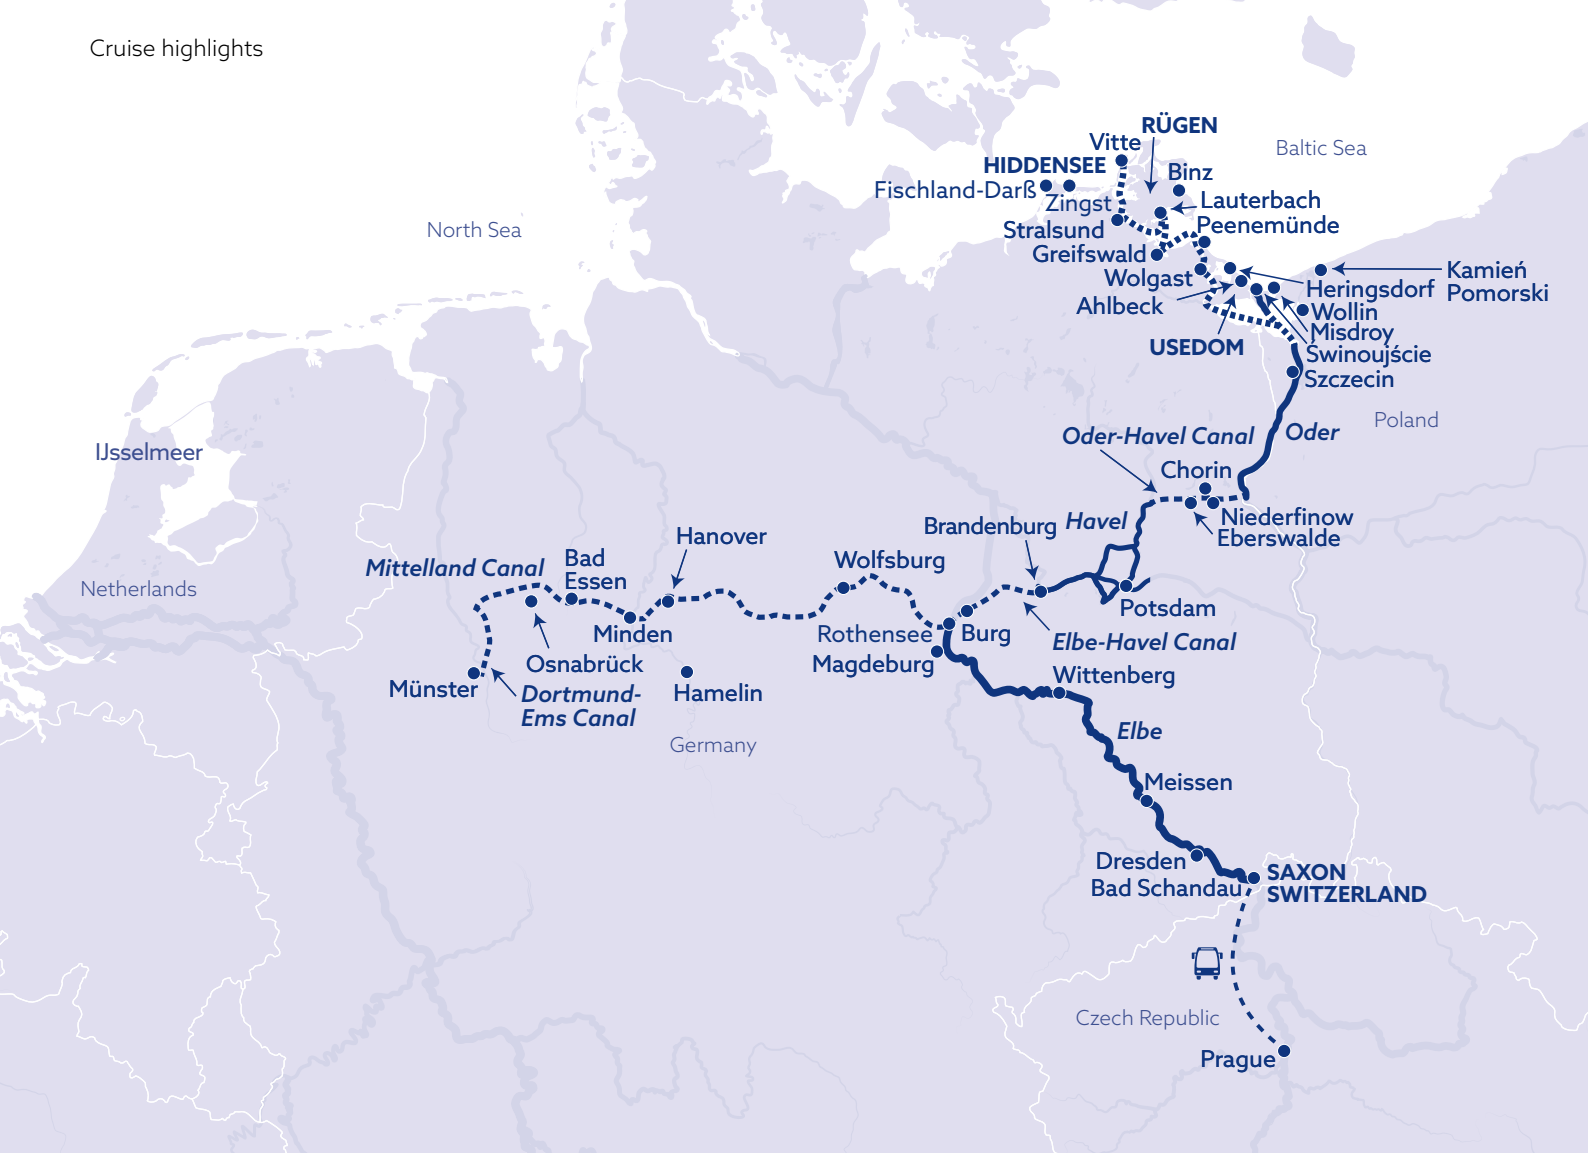 Cruise highlights
RÜGEN
Vitte
Baltic Sea
HIDDENSEE
Binz
Fischland-Darß
Zingst
Lauterbach
Stralsund
Peenemünde
North Sea
Greifswald
Wolgast
Kamień
Pomorski
Heringsdorf
Ahlbeck
Wollin
Misdroy
USEDOM
Świnoujście
Szczecin
Poland
Oder-Havel Canal
Oder
IJsselmeer
Chorin
Niederfinow
Eberswalde
Brandenburg
Havel
Hanover
Wolfsburg
Mittelland Canal
Bad
Essen
Netherlands
Potsdam
Minden
Rothensee
Burg
Elbe-Havel Canal
Osnabrück
Magdeburg
Wittenberg
Münster
Dortmund-
Ems Canal
Hamelin
Elbe
Germany
Meissen
Dresden
Bad Schandau
SAXON
SWITZERLAND
Czech Republic
Prague